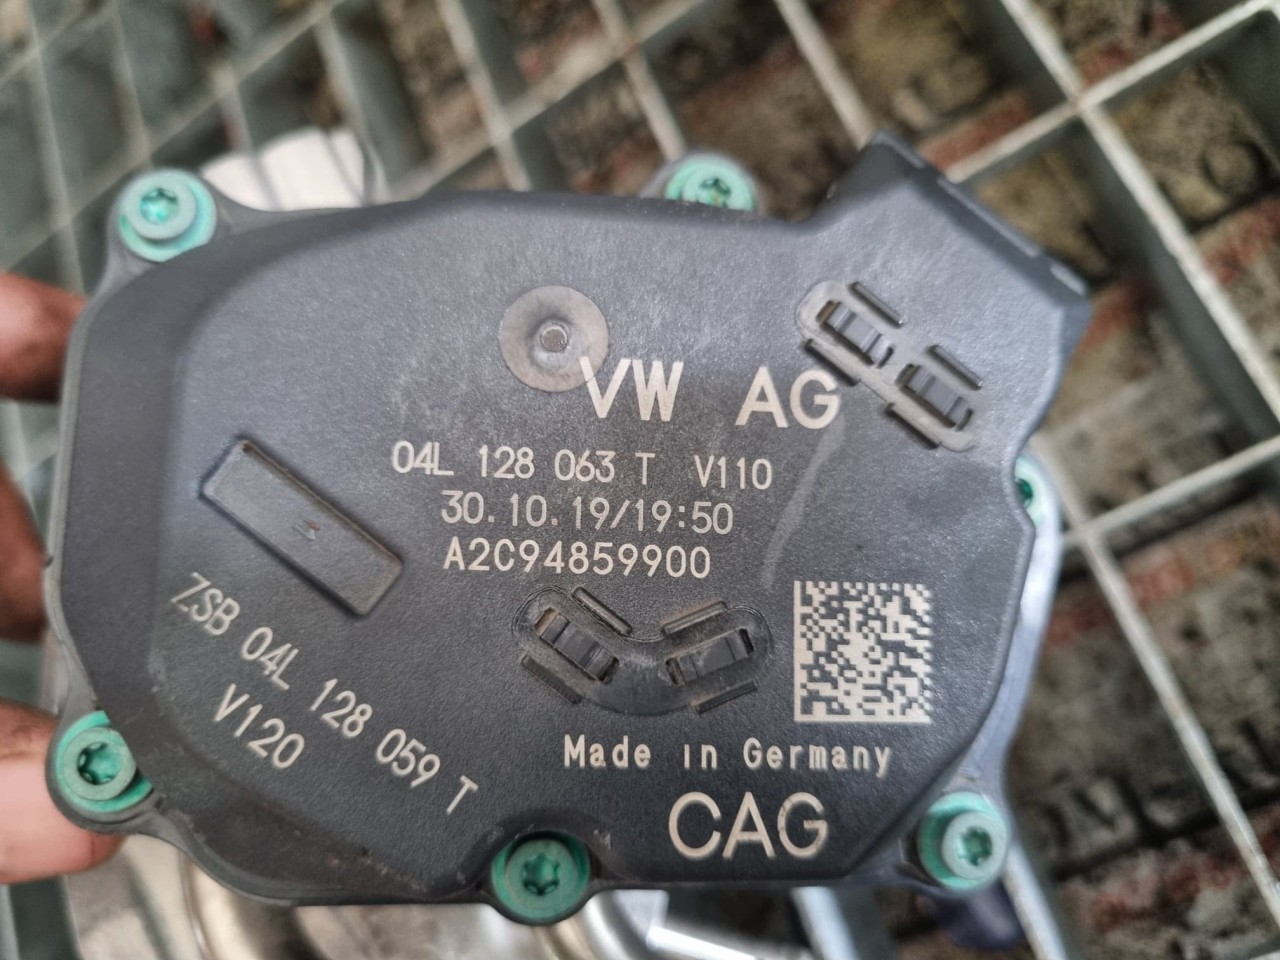 VW AG
04L 128 063 T V110
30.10.19/19:50
A2C94859900
ZSB 04L 128 059 T
V120
Made in Germany
CAG